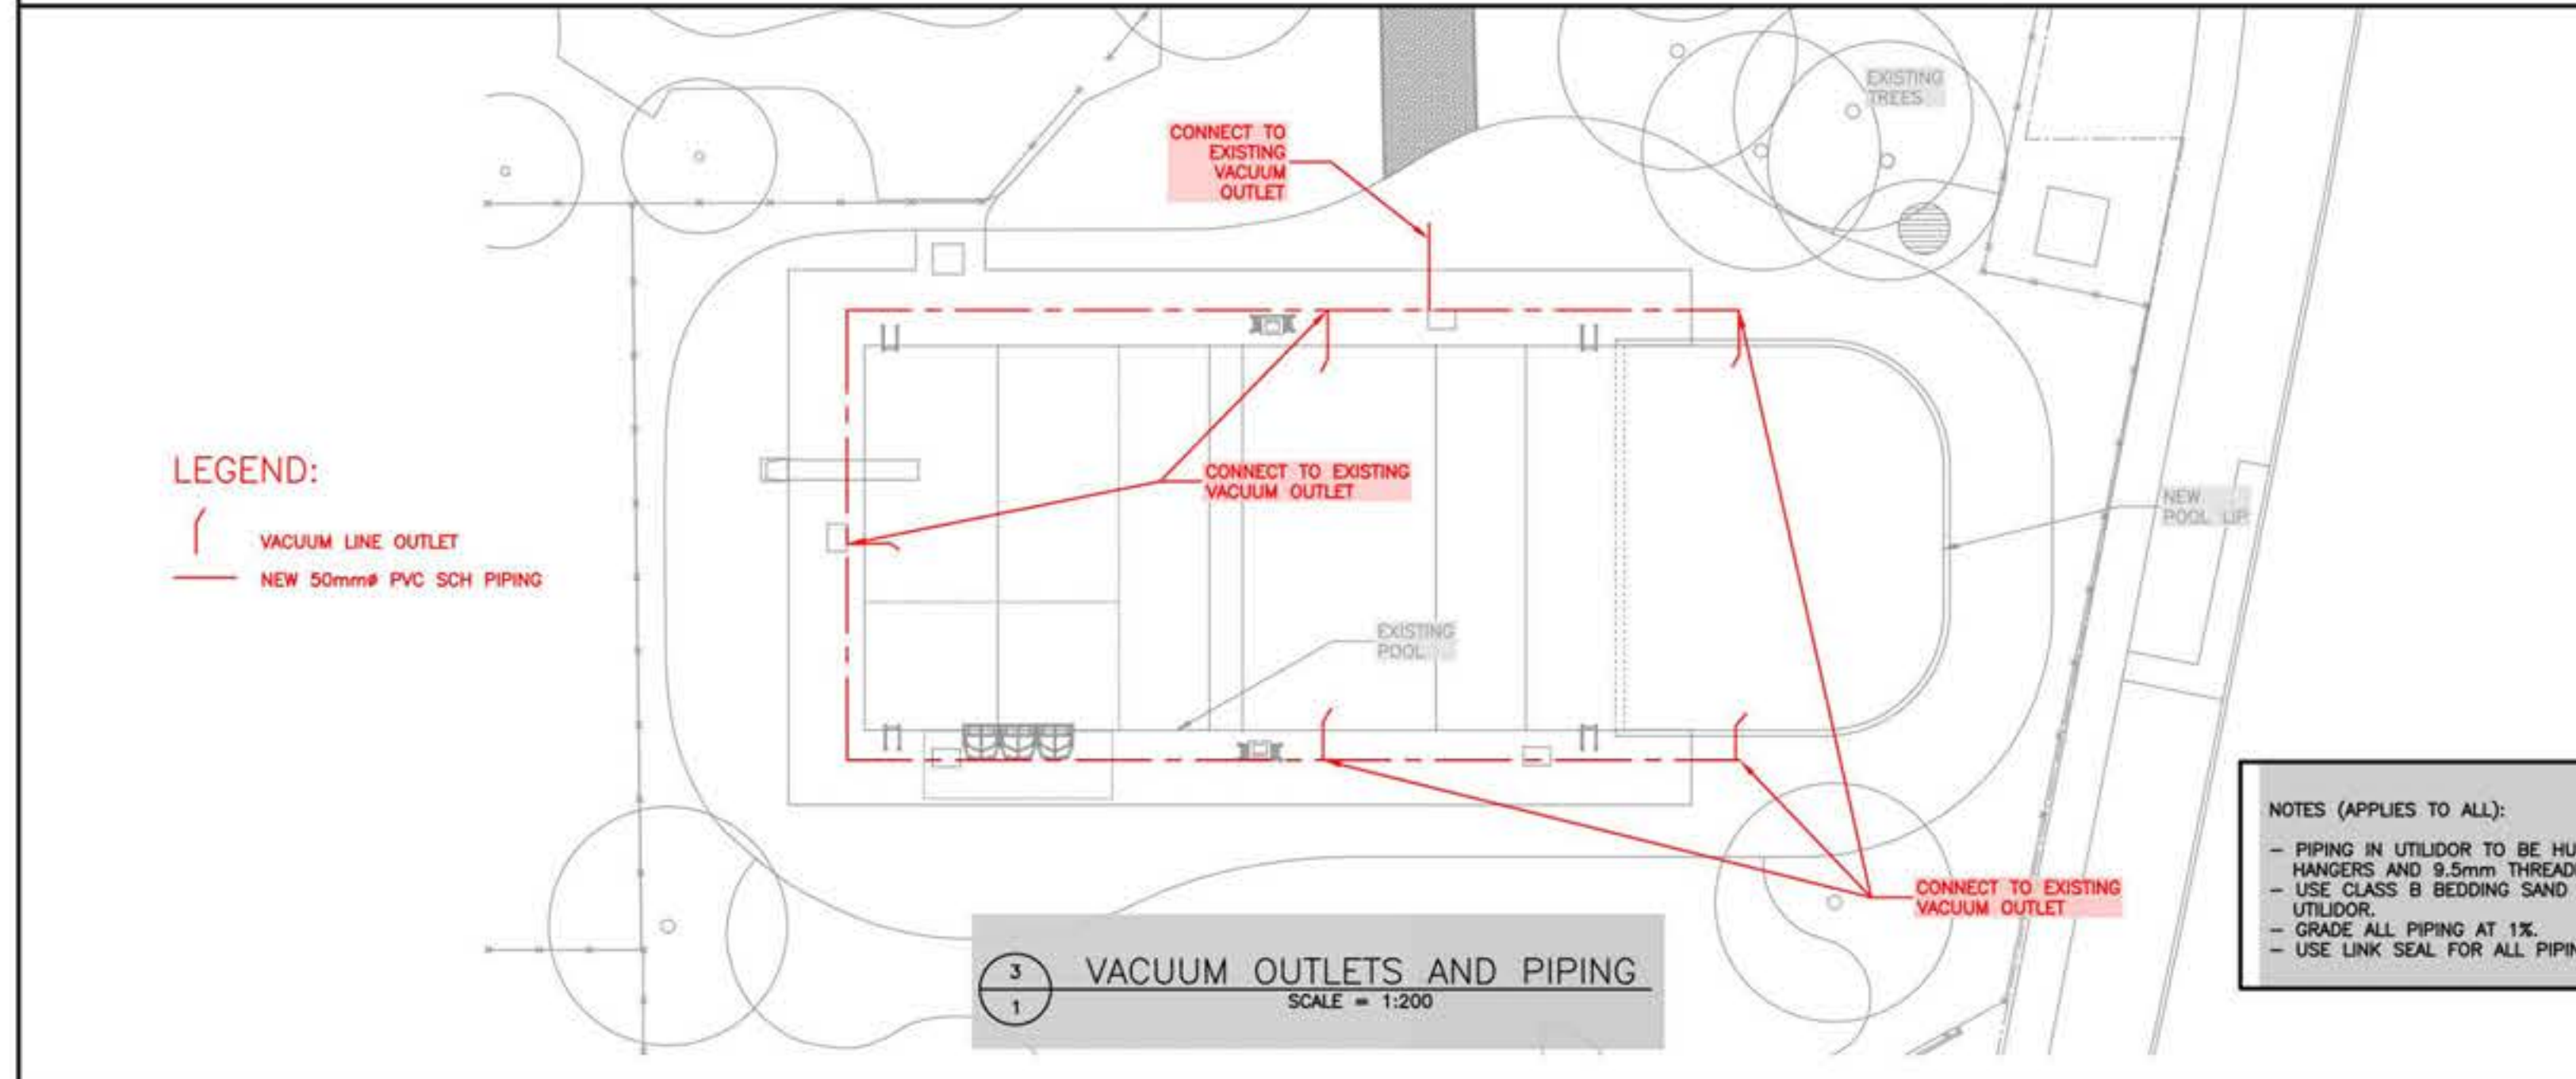 EXISTING
TREES
CONNECT TO
EXISTING
VACUUM
OUTLET
LEGEND:
VACUUM LINE OUTLET
NEW 50mmø PVC SCH PIPING
CONNECT TO EXISTING
VACUUM OUTLET
NEW
POOL LIP
EXISTING
POOL
CONNECT TO EXISTING
VACUUM OUTLET
3
1
VACUUM OUTLETS AND PIPING
SCALE = 1:200
NOTES (APPLIES TO ALL):
- PIPING IN UTILIDOR TO BE
HANGERS AND 9.5mm
- USE CLASS B BEDDING SAND
UTILIDOR.
- GRADE ALL PIPING AT 1%.
- USE LINK SEAL FOR ALL